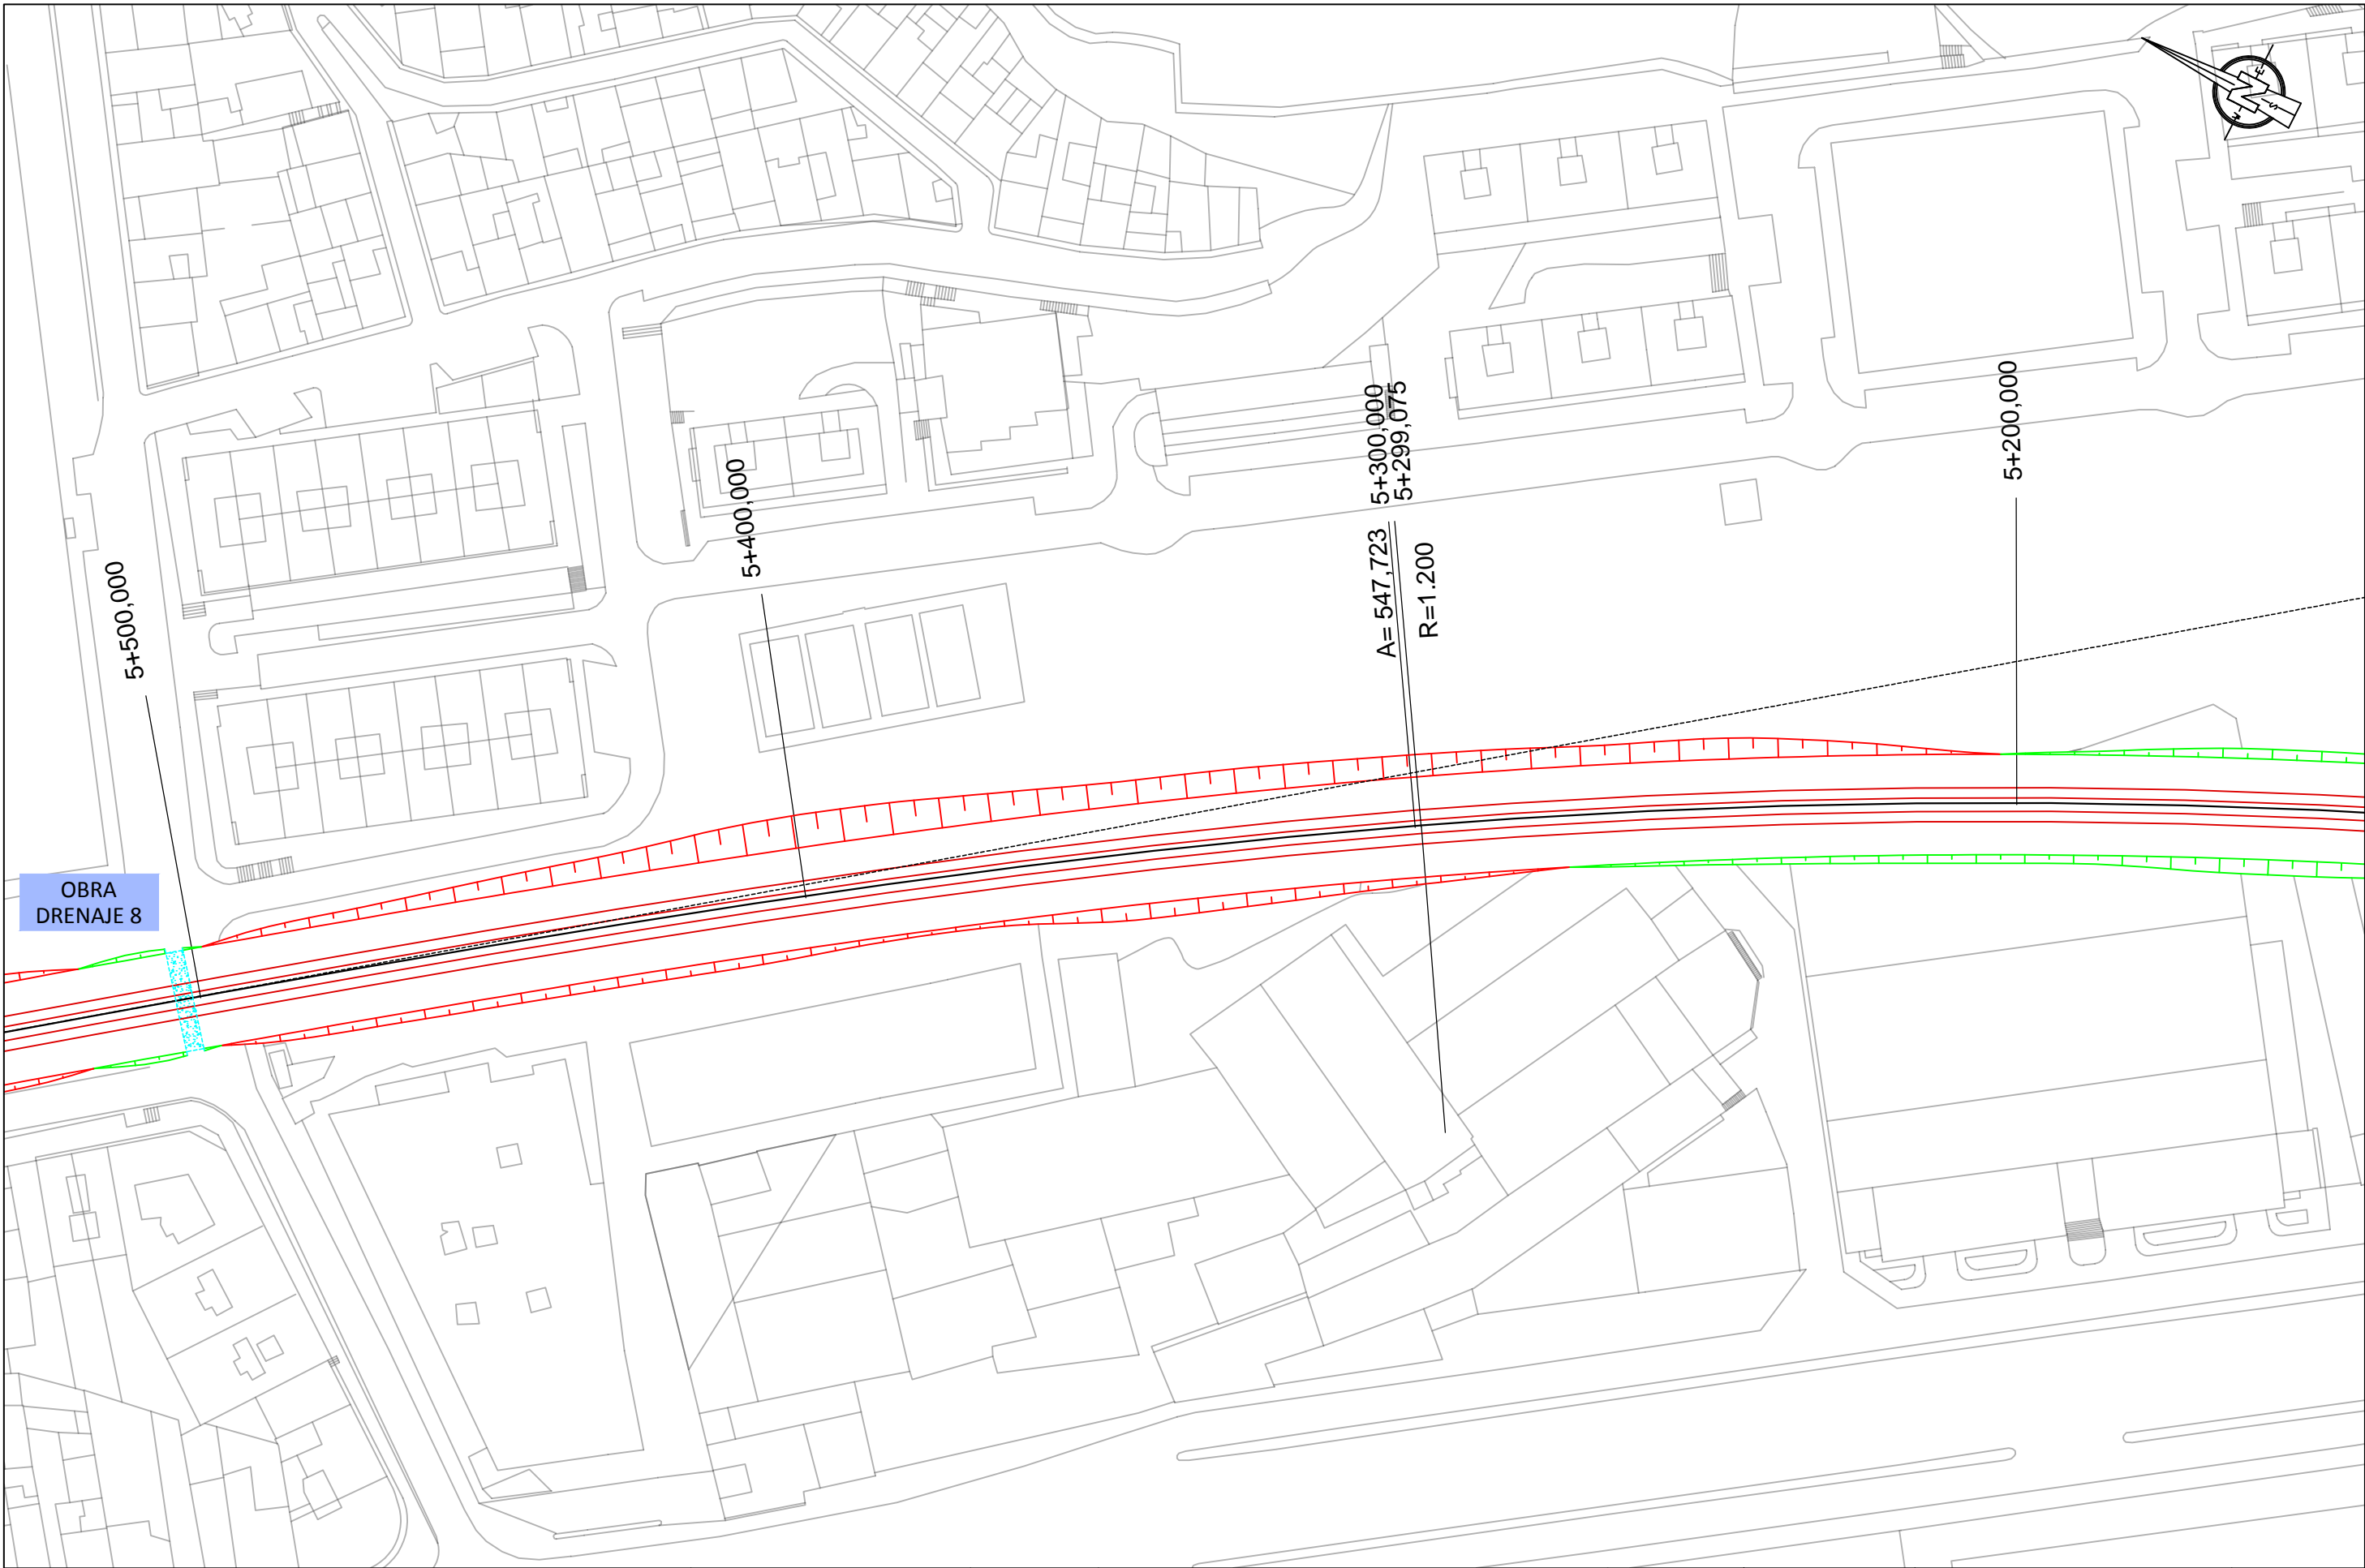 5+500,000
5+400,000
A= 547,723
5+300,000
5+299,075
R=1.200
5+200,000
OBRA
DRENAJE 8
N
S
E
W